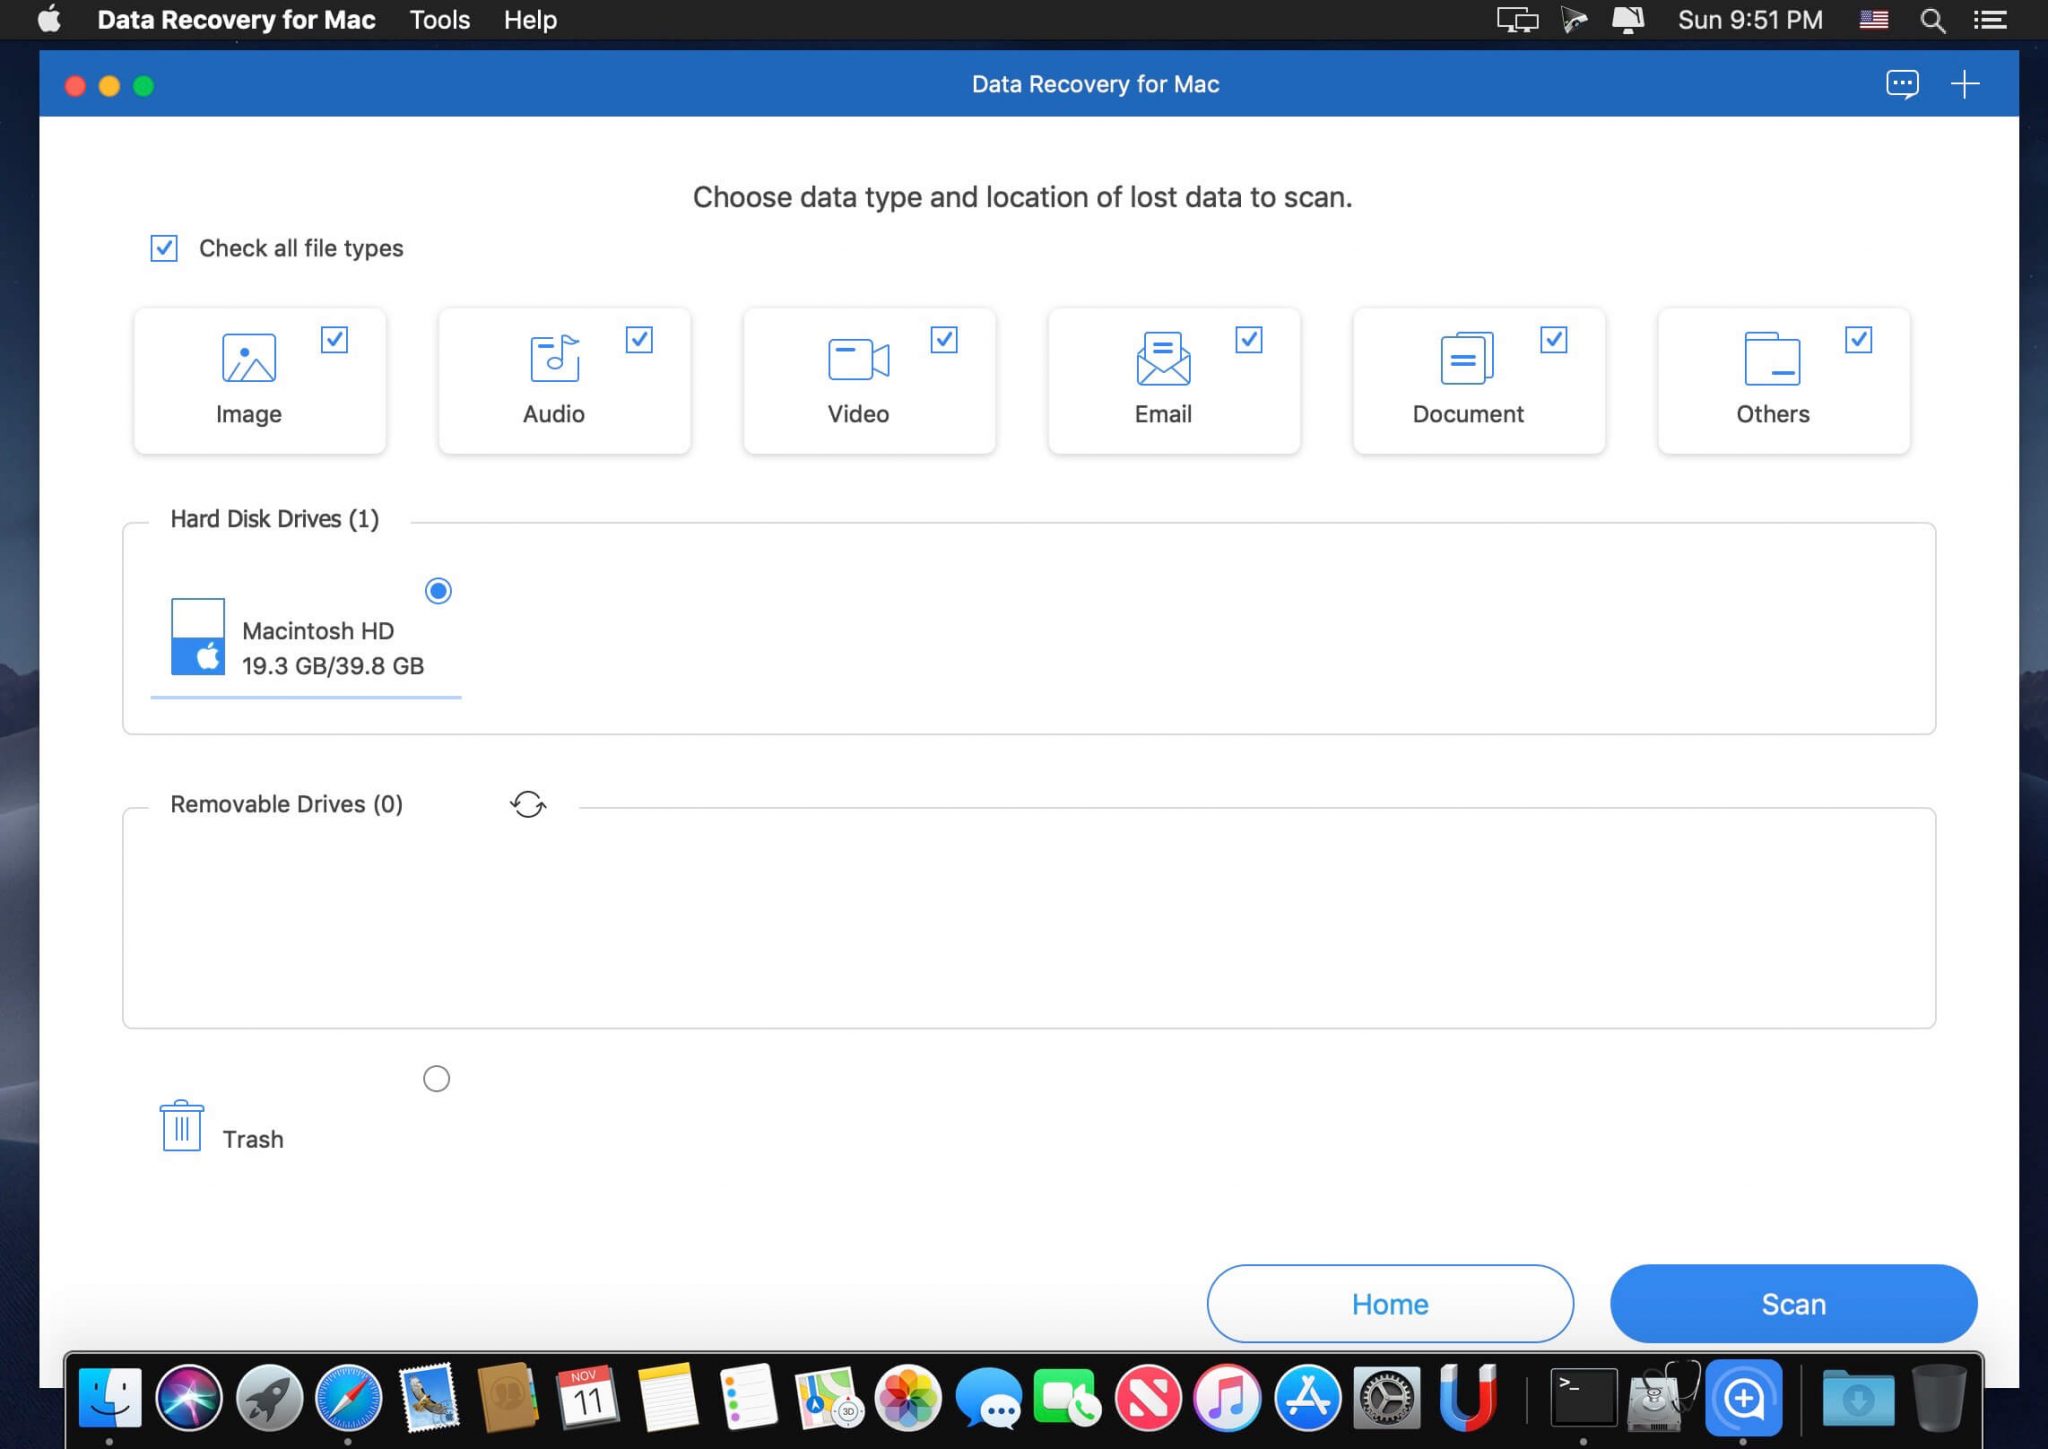 Data Recovery for Mac Tools Help Sun 9:51 PM
Data Recovery for Mac
Choose data type and location of lost data to scan.
Check all file types
Image Audio Video Email Document Others
Hard Disk Drives (1)
Macintosh HD
19.3 GB/39.8 GB
Removable Drives (0)
Trash
Home Scan
NOV
11
3D
>_